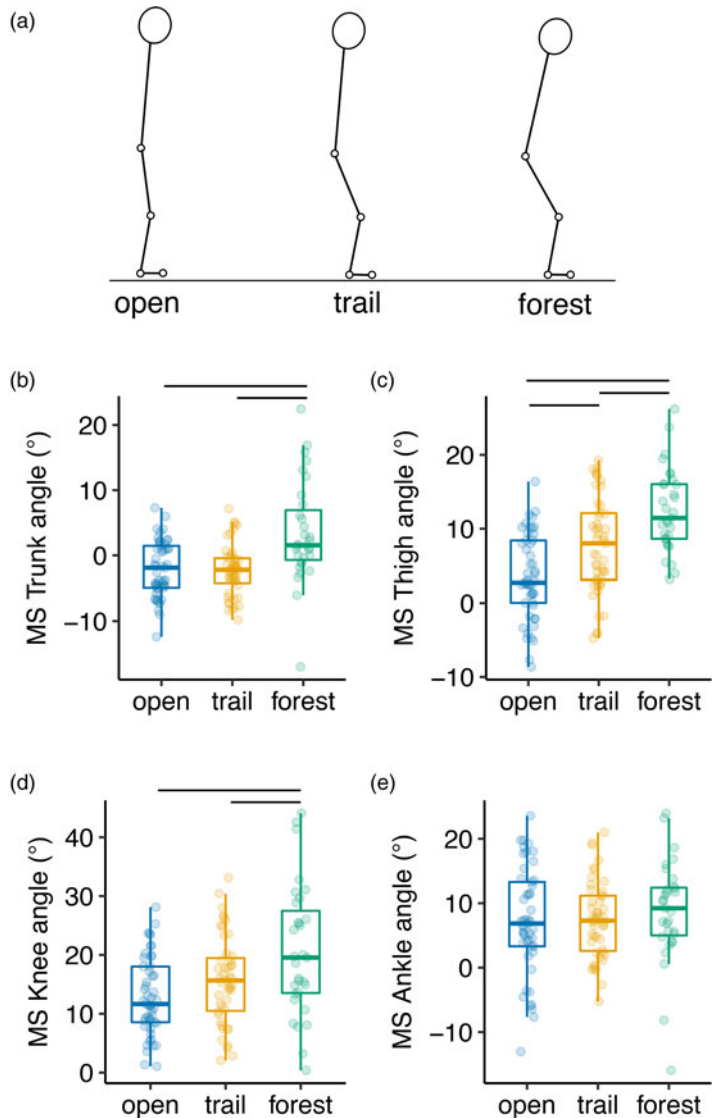 (a)
open trail forest
(b)
MS Trunk angle (°)
20
10
0
−10
open trail forest
(c)
MS Thigh angle (°)
20
10
0
−10
open trail forest
(d)
MS Knee angle (°)
40
30
20
10
0
open trail forest
(e)
MS Ankle angle (°)
20
10
0
−10
open trail forest